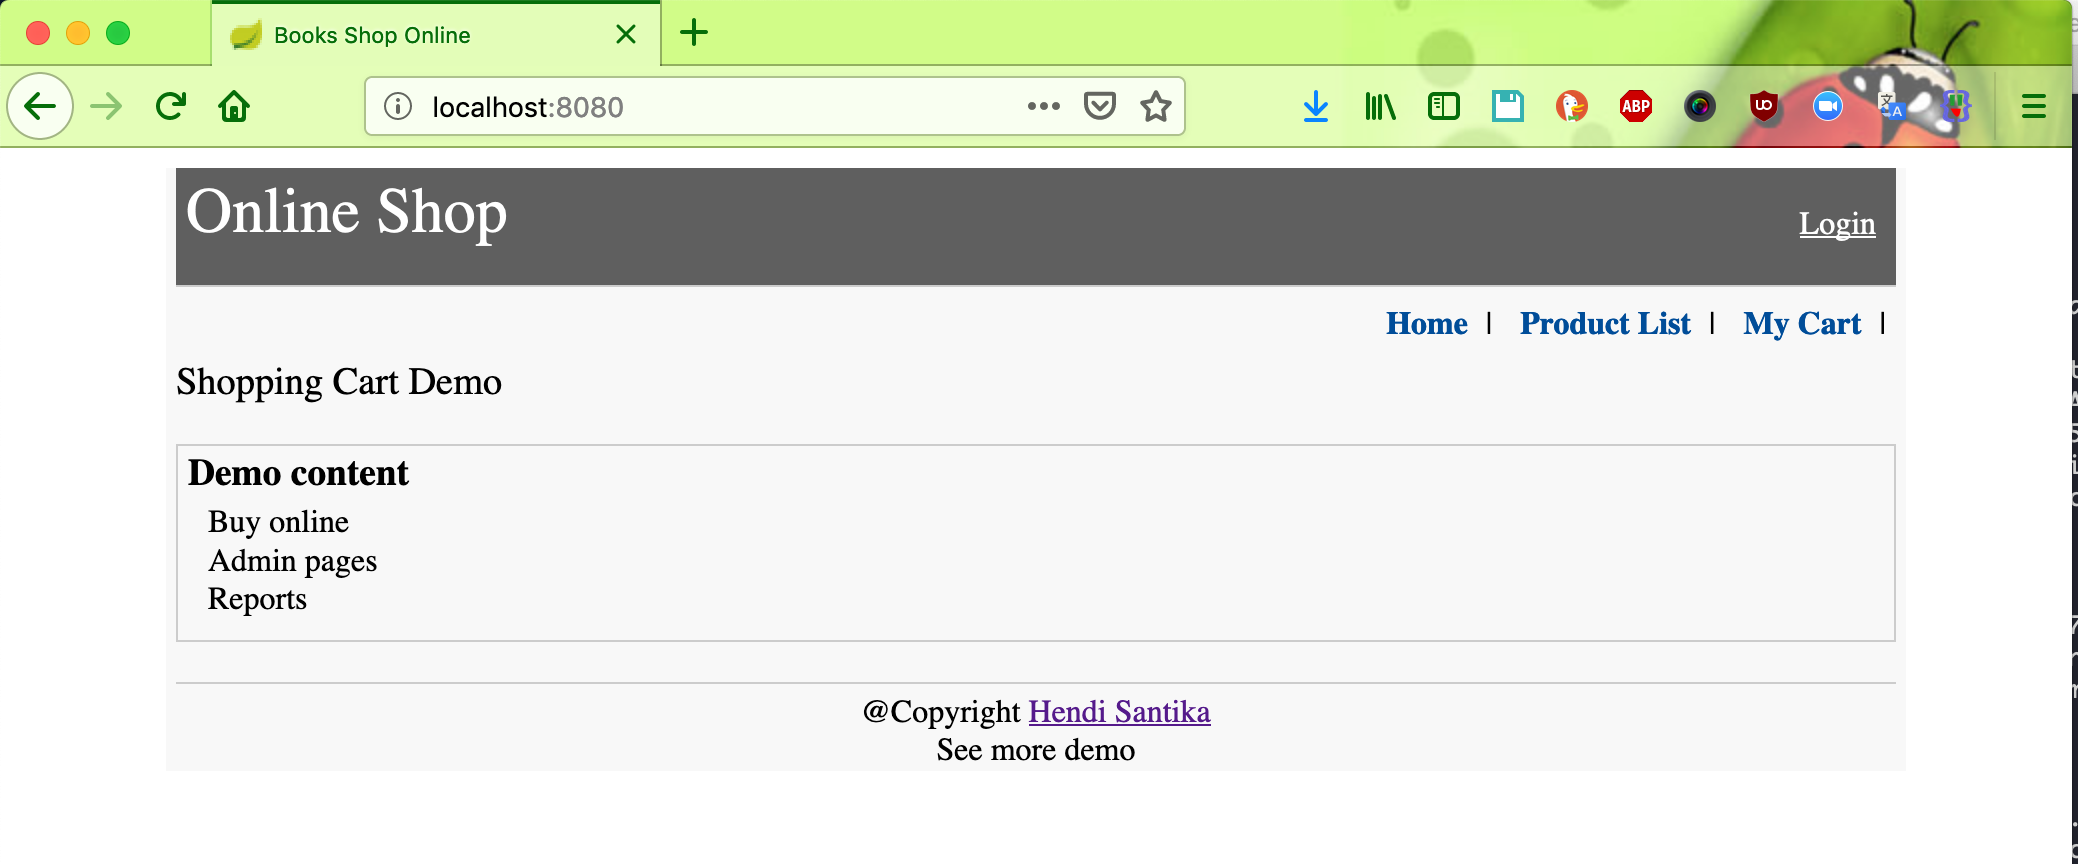 Books Shop Online
localhost:8080
ABP
Online Shop
Login
Home | Product List | My Cart |
Shopping Cart Demo
Demo content
Buy online
Admin pages
Reports
@Copyright Hendi Santika
See more demo